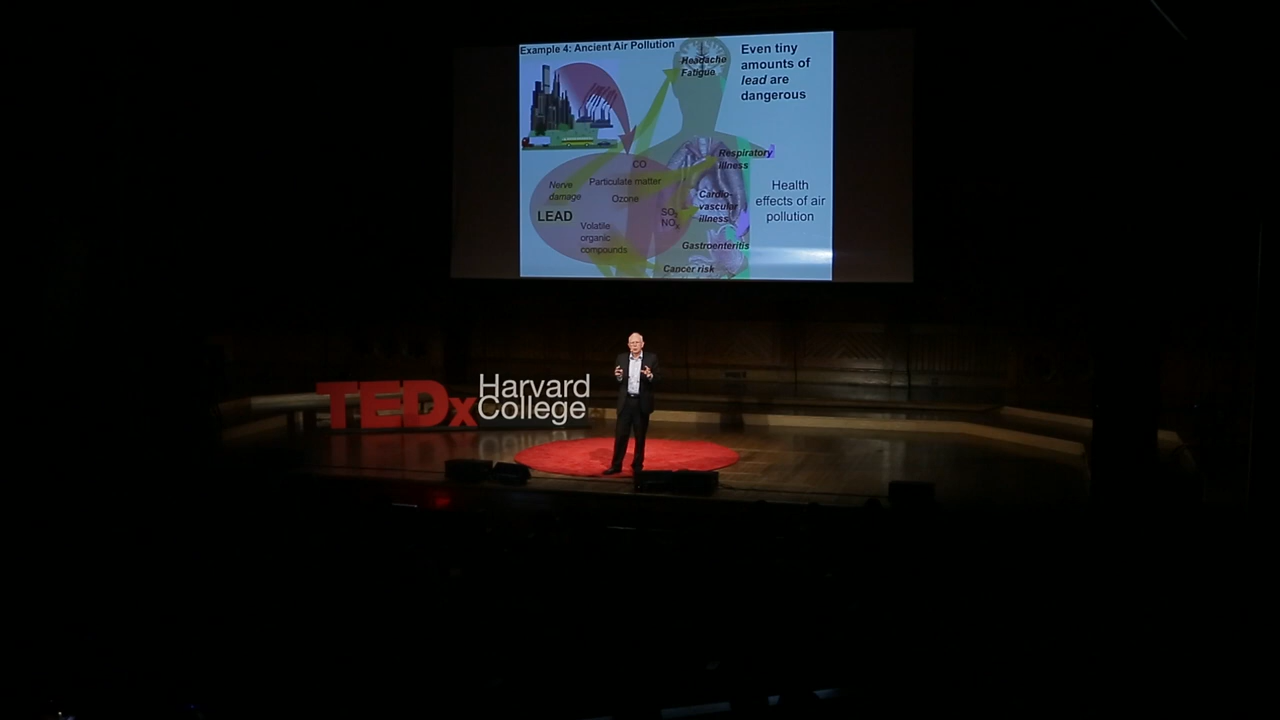 Example 4: Ancient Air Pollution
Headache
Fatigue
Even tiny
amounts of
lead are
dangerous
CO
Particulate matter
Ozone
Nerve
damage
LEAD
Volatile
organic
compounds
SO₂
NOₓ
Respiratory
illness
Cardio-
vascular
illness
Gastroenteritis
Cancer risk
Health
effects of air
pollution
TEDx
Harvard
College